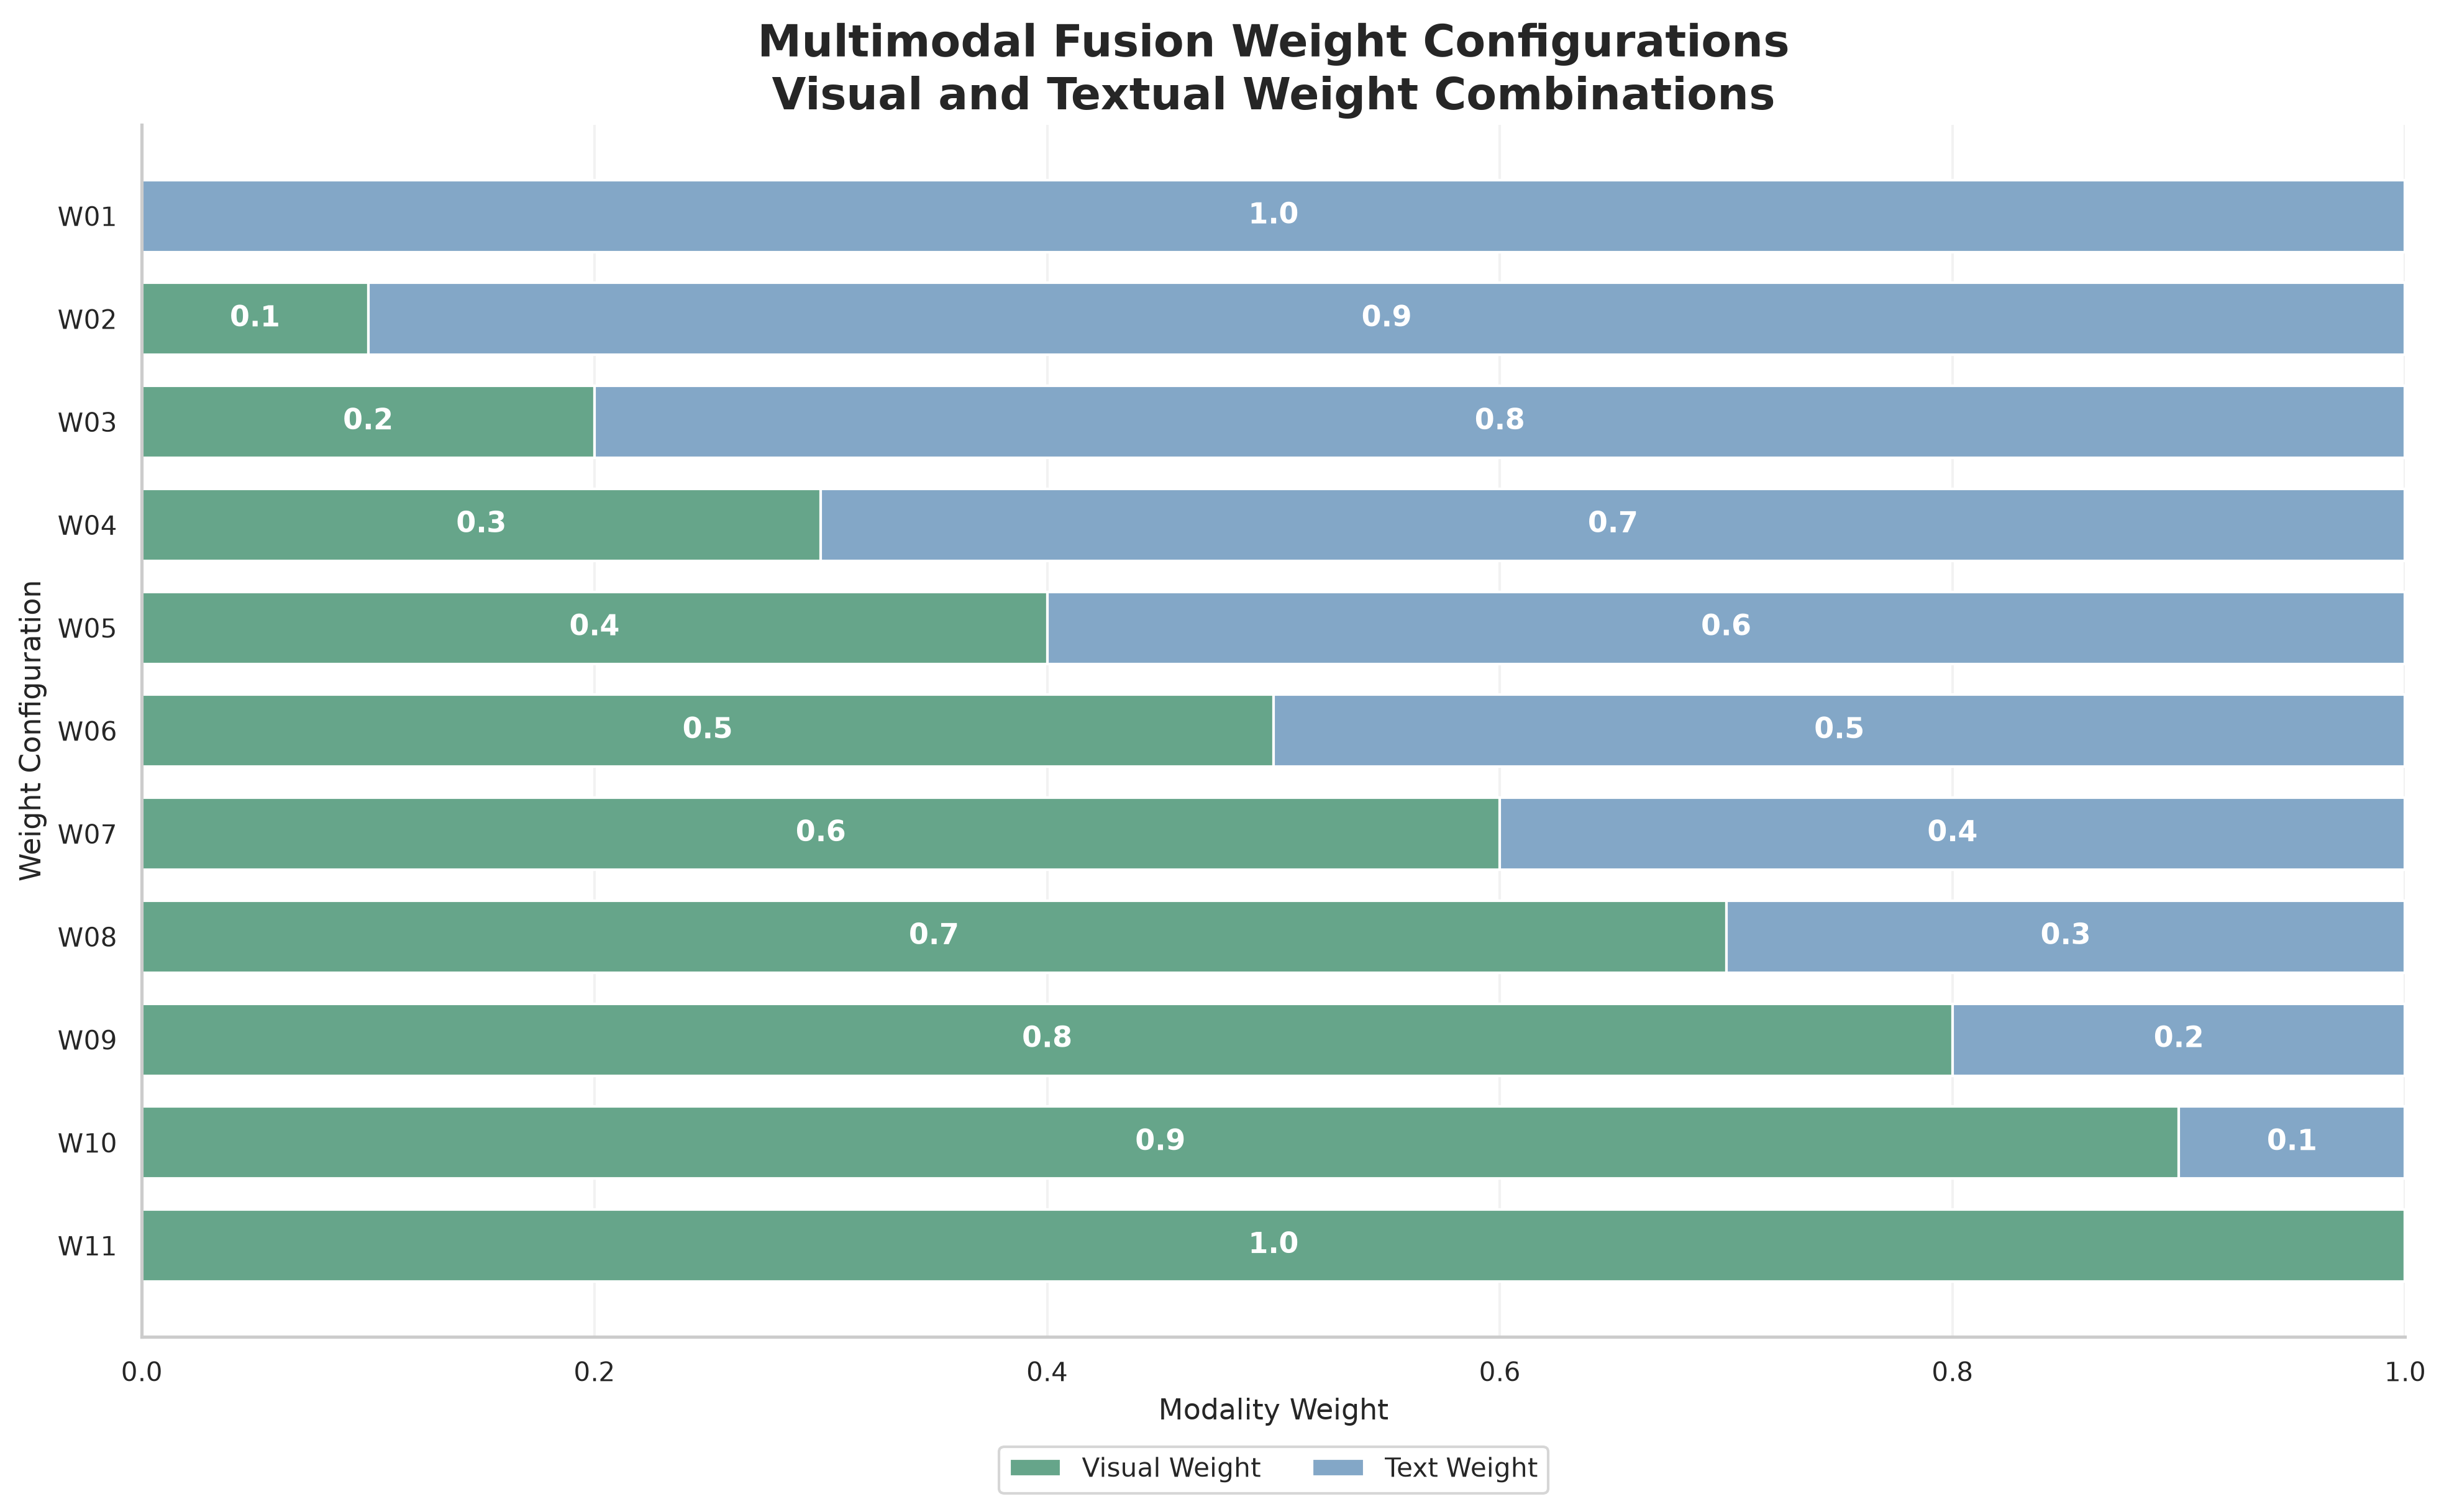 Multimodal Fusion Weight Configurations
Visual and Textual Weight Combinations
Weight Configuration
W01 1.0
W02 0.1 0.9
W03 0.2 0.8
W04 0.3 0.7
W05 0.4 0.6
W06 0.5 0.5
W07 0.6 0.4
W08 0.7 0.3
W09 0.8 0.2
W10 0.9 0.1
W11 1.0
0.0 0.2 0.4 0.6 0.8 1.0
Modality Weight
Visual Weight Text Weight